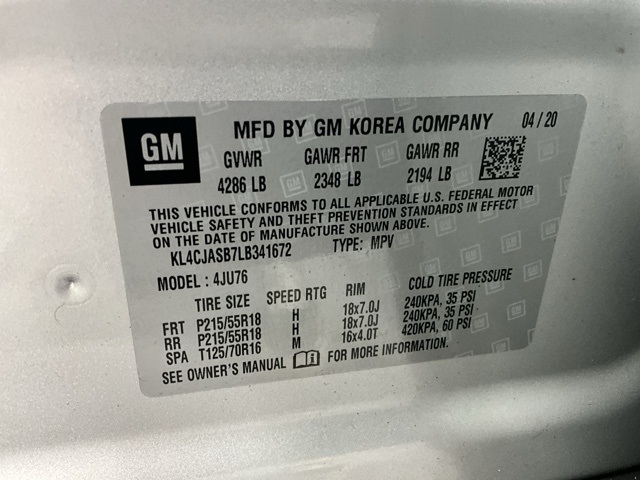 GM
MFD BY GM KOREA COMPANY 04 / 20
GVWR GAWR FRT GAWR RR
4286 LB 2348 LB 2194 LB
THIS VEHICLE CONFORMS TO ALL APPLICABLE U.S. FEDERAL MOTOR
VEHICLE SAFETY AND THEFT PREVENTION STANDARDS IN EFFECT
ON THE DATE OF MANUFACTURE SHOWN ABOVE.
KL4CJASB7LB341672 TYPE: MPV
MODEL : 4JU76
TIRE SIZE SPEED RTG RIM COLD TIRE PRESSURE
FRT P215/55R18 H 18x7.0J 240KPA, 35 PSI
RR P215/55R18 H 18x7.0J 240KPA, 35 PSI
SPA T125/70R16 M 16x4.0T 420KPA, 60 PSI
SEE OWNER'S MANUAL FOR MORE INFORMATION.